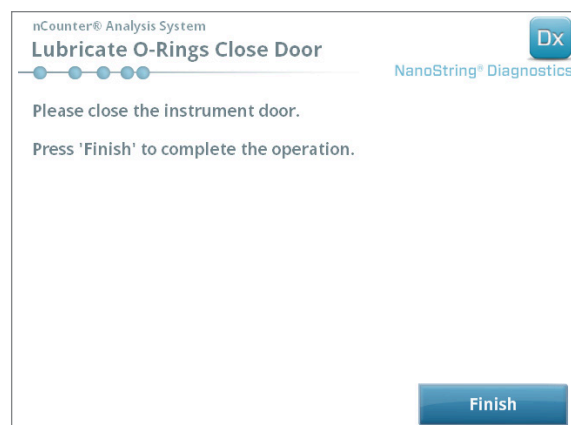 nCounter® Analysis System
Lubricate O-Rings Close Door
Dx
NanoString® Diagnostics
Please close the instrument door.
Press 'Finish' to complete the operation.
Finish